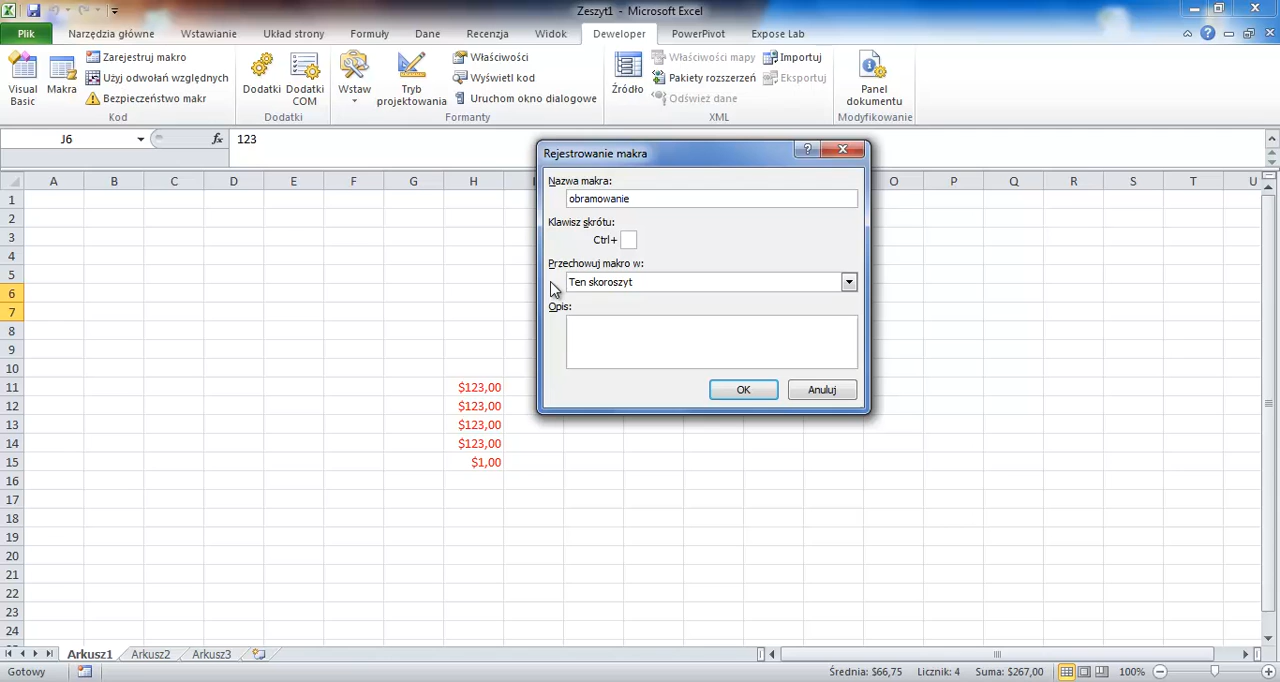 Zeszyt1 - Microsoft Excel
Plik Narzędzia główne Wstawianie Układ strony Formuły Dane Recenzja Widok Deweloper PowerPivot Expose Lab
Visual Basic
Makra
Zarejestruj makro
Użyj odwołań względnych
Bezpieczeństwo makr
Kod
Dodatki
Dodatki COM
Dodatki
Wstaw
Tryb projektowania
Właściwości
Wyświetl kod
Uruchom okno dialogowe
Formanty
Źródło
Właściwości mapy
Pakiety rozszerzeń
Odśwież dane
Importuj
Eksportuj
XML
Panel dokumentu
Modyfikowanie
J6 fx 123
A B C D E F G H O P Q R S T U
1
2
3
4
5
6
7
8
9
10
11 $123,00
12 $123,00
13 $123,00
14 $123,00
15 $1,00
16
17
18
19
20
21
22
23
24
Rejestrowanie makra
Nazwa makra:
obramowanie
Klawisz skrótu:
Ctrl+
Przechowuj makro w:
Ten skoroszyt
Opis:
OK Anuluj
Arkusz1 Arkusz2 Arkusz3
Gotowy Średnia: $66,75 Licznik: 4 Suma: $267,00 100%